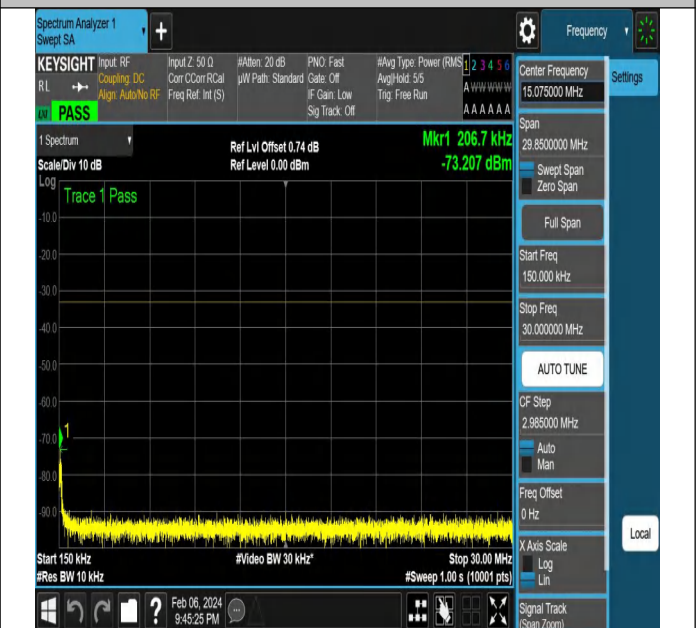 Spectrum Analyzer 1
Swept SA
+
Frequency
KEYSIGHT
RL
PASS
Input: RF
Coupling: DC
Align: Auto/No RF
Input Z: 50 Ω
Corr CCorr RCal
Freq Ref: Int (S)
#Atten: 20 dB
µW Path: Standard
PNO: Fast
Gate: Off
IF Gain: Low
Sig Track: Off
#Avg Type: Power (RMS
Avg|Hold: 5/5
Trig: Free Run
1 2 3 4 5 6
A W W W W W
A A A A A A
Center Frequency
15.075000 MHz
Settings
Span
29.8500000 MHz
Swept Span
Zero Span
Full Span
Start Freq
150.000 kHz
Stop Freq
30.000000 MHz
AUTO TUNE
CF Step
2.985000 MHz
Auto
Man
Freq Offset
0 Hz
X Axis Scale
Log
Lin
Signal Track
(Span Zoom)
Local
1 Spectrum
Scale/Div 10 dB
Ref Lvl Offset 0.74 dB
Ref Level 0.00 dBm
Mkr1 206.7 kHz
-73.207 dBm
Log
Trace 1 Pass
-10.0
-20.0
-30.0
-40.0
-50.0
-60.0
-70.0
-80.0
-90.0
1
Start 150 kHz
#Res BW 10 kHz
#Video BW 30 kHz*
Stop 30.00 MHz
#Sweep 1.00 s (10001 pts)
?
Feb 06, 2024
9:45:25 PM